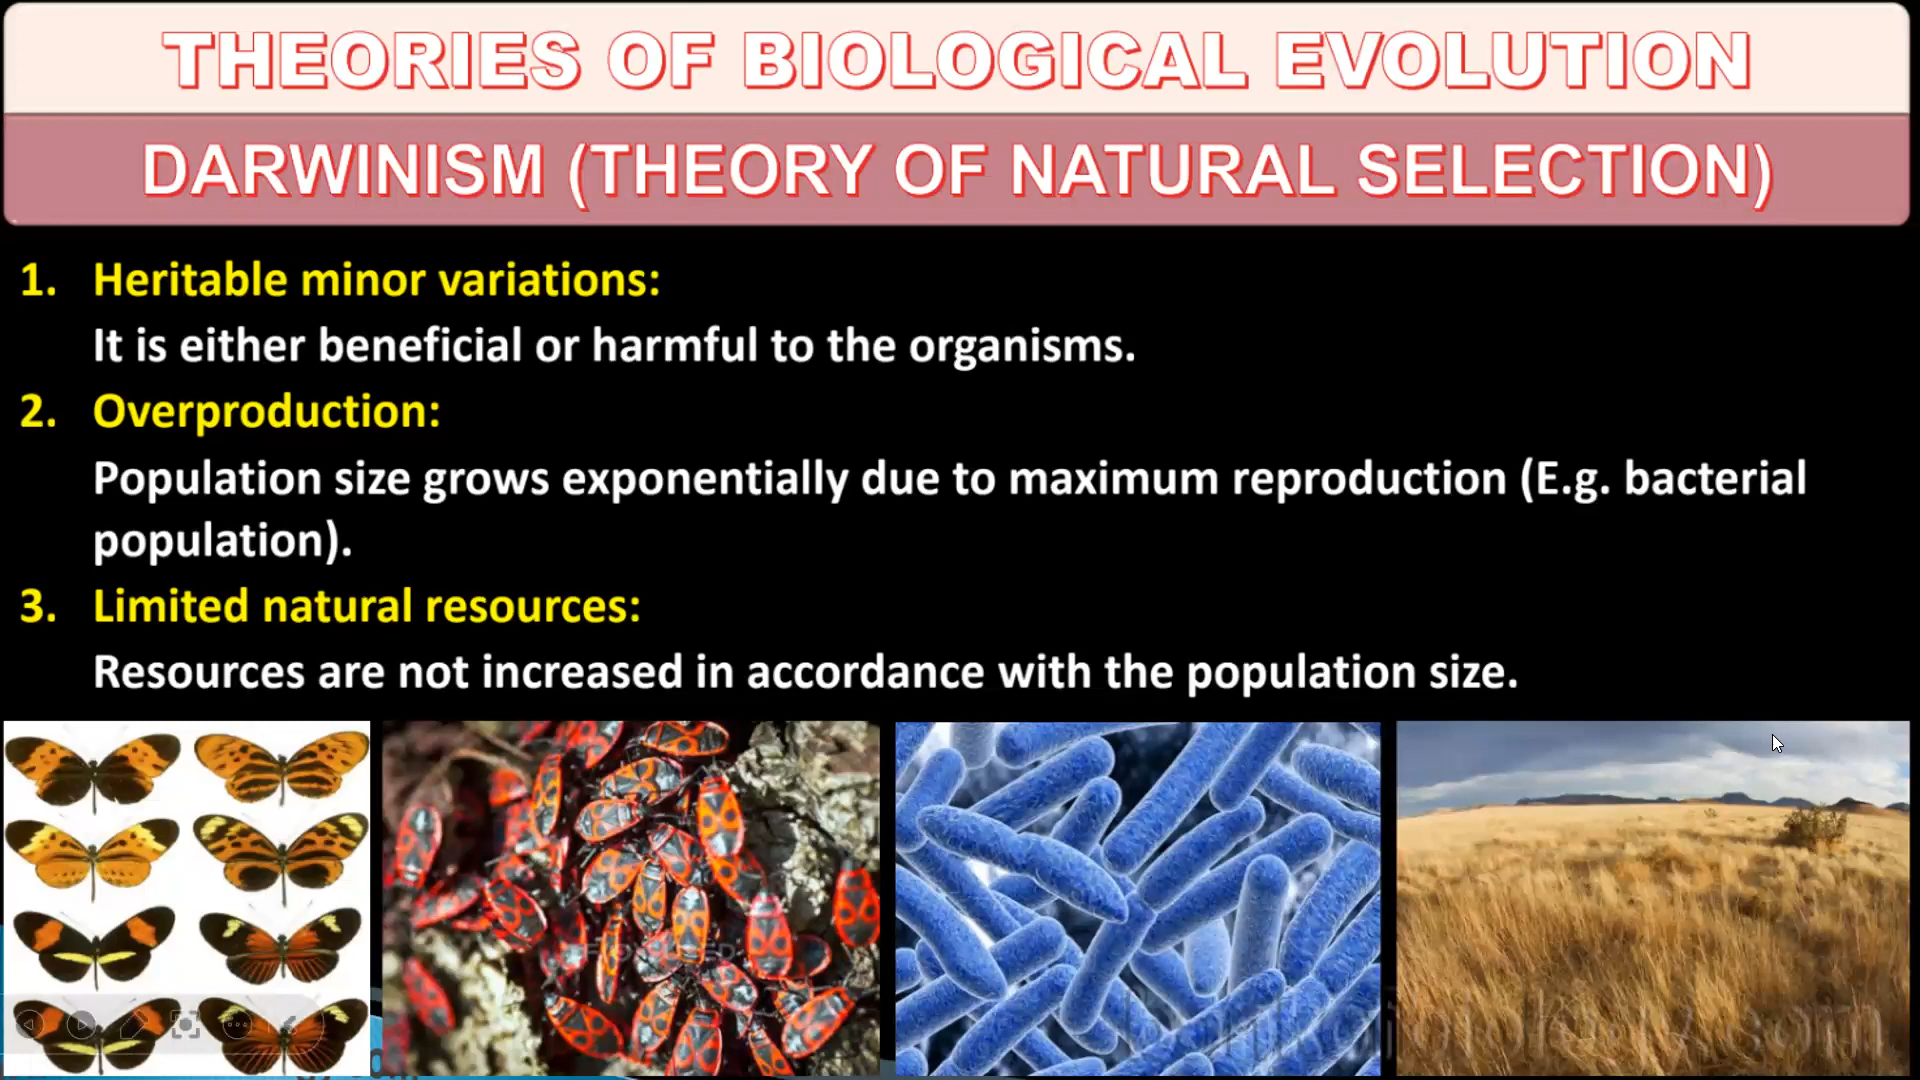 THEORIES OF BIOLOGICAL EVOLUTION
DARWINISM (THEORY OF NATURAL SELECTION)
1. Heritable minor variations:
It is either beneficial or harmful to the organisms.
2. Overproduction:
Population size grows exponentially due to maximum reproduction (E.g. bacterial
population).
3. Limited natural resources:
Resources are not increased in accordance with the population size.